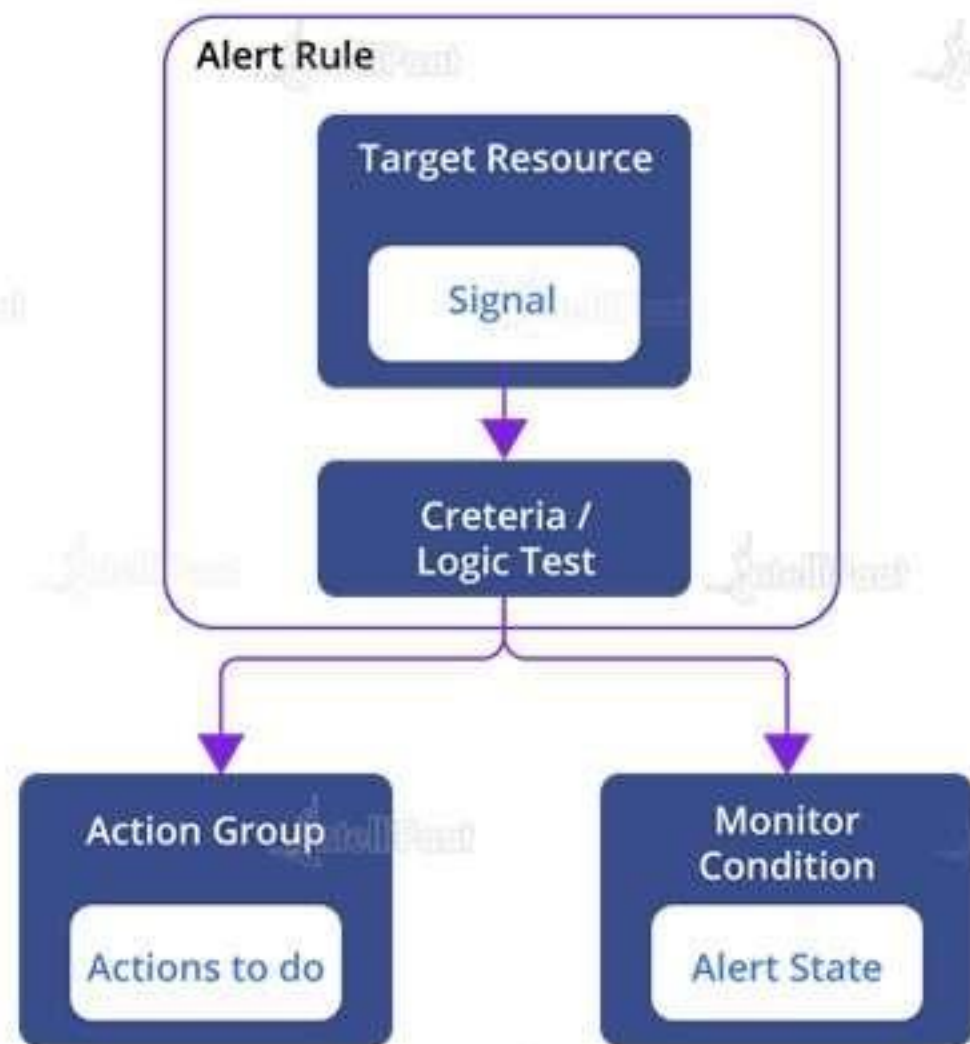 Alert Rule
Target Resource
Signal
Creteria /
Logic Test
Action Group
Monitor
Condition
Actions to do
Alert State